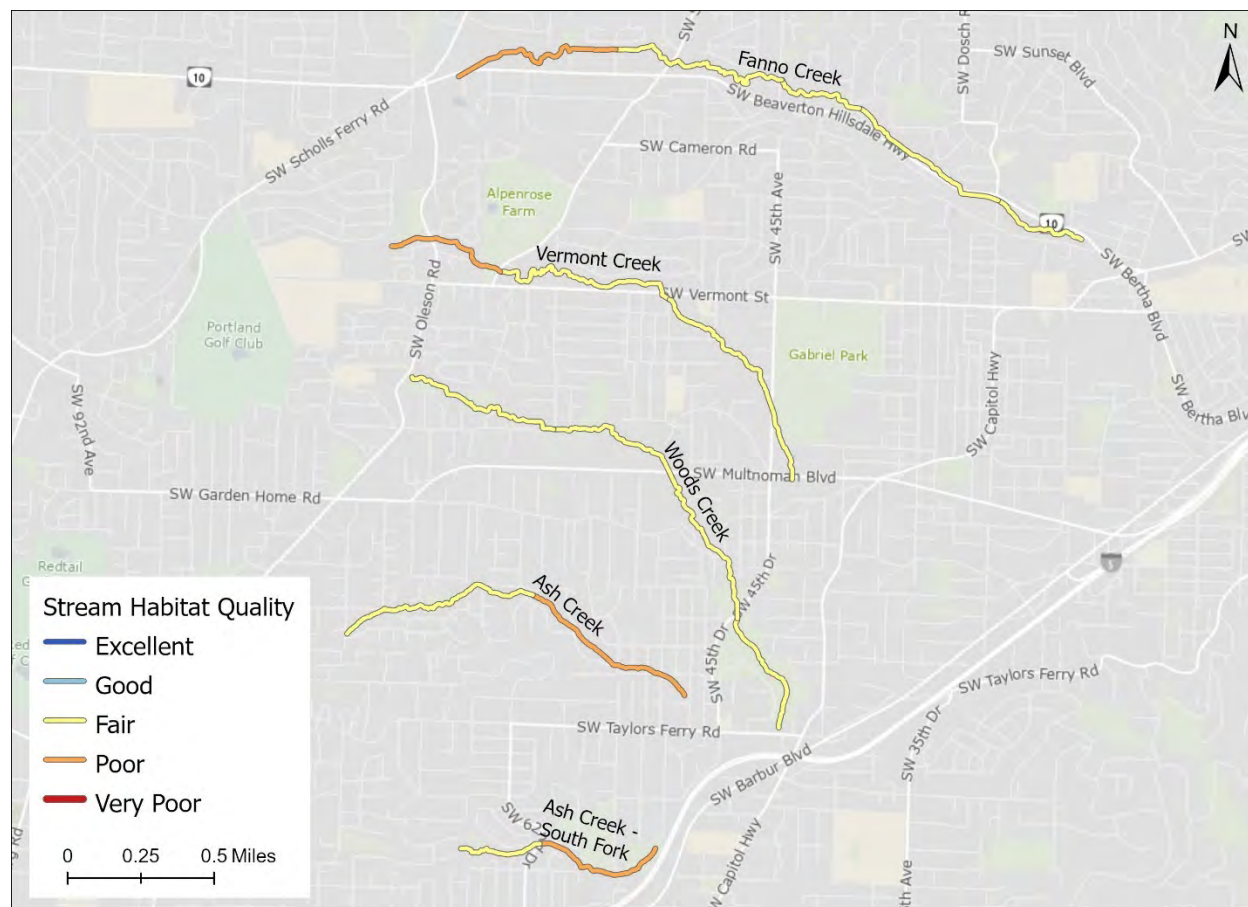 N
SW Dosch R
SW Sunset Blvd
Fanno Creek
10
SW Beaverton Hillsdale Hwy
SW Scholls Ferry Rd
SW Cameron Rd
SW 45th Ave
Alpenrose
Farm
10
Vermont Creek
SW Vermont St
SW Bertha Blvd
SW Oleson Rd
Portland
Golf Club
Gabriel Park
SW Capitol Hwy
SW 92nd Ave
SW Bertha Blv
Woods Creek
SW Multnomah Blvd
SW Garden Home Rd
5
Redtail
SW 45th Dr
Ash Creek
SW 45th Dr
SW Taylors Ferry Rd
SW Taylors Ferry Rd
SW 35th Dr
SW Barbur Blvd
Ash Creek -
South Fork
SW Capitol Hwy
Stream Habitat Quality
Excellent
Good
Fair
Poor
Very Poor
0 0.25 0.5 Miles